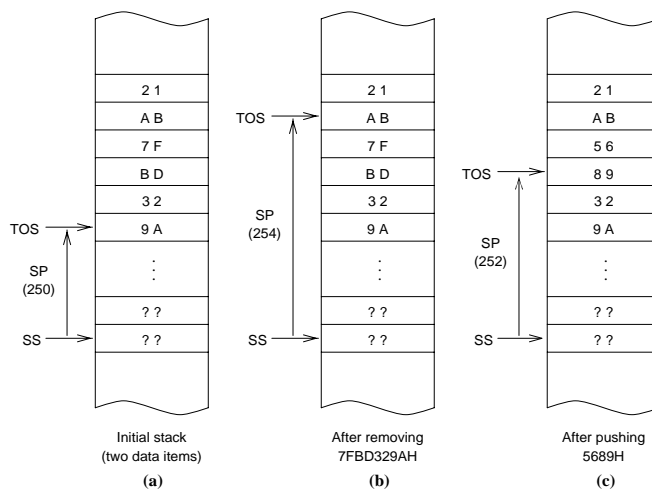 2 1
A B
7 F
B D
3 2
9 A
? ?
? ?
TOS
SP
(250)
SS
Initial stack
(two data items)
(a)
2 1
A B
7 F
B D
3 2
9 A
? ?
? ?
TOS
SP
(254)
SS
After removing
7FBD329AH
(b)
2 1
A B
5 6
8 9
3 2
9 A
? ?
? ?
TOS
SP
(252)
SS
After pushing
5689H
(c)